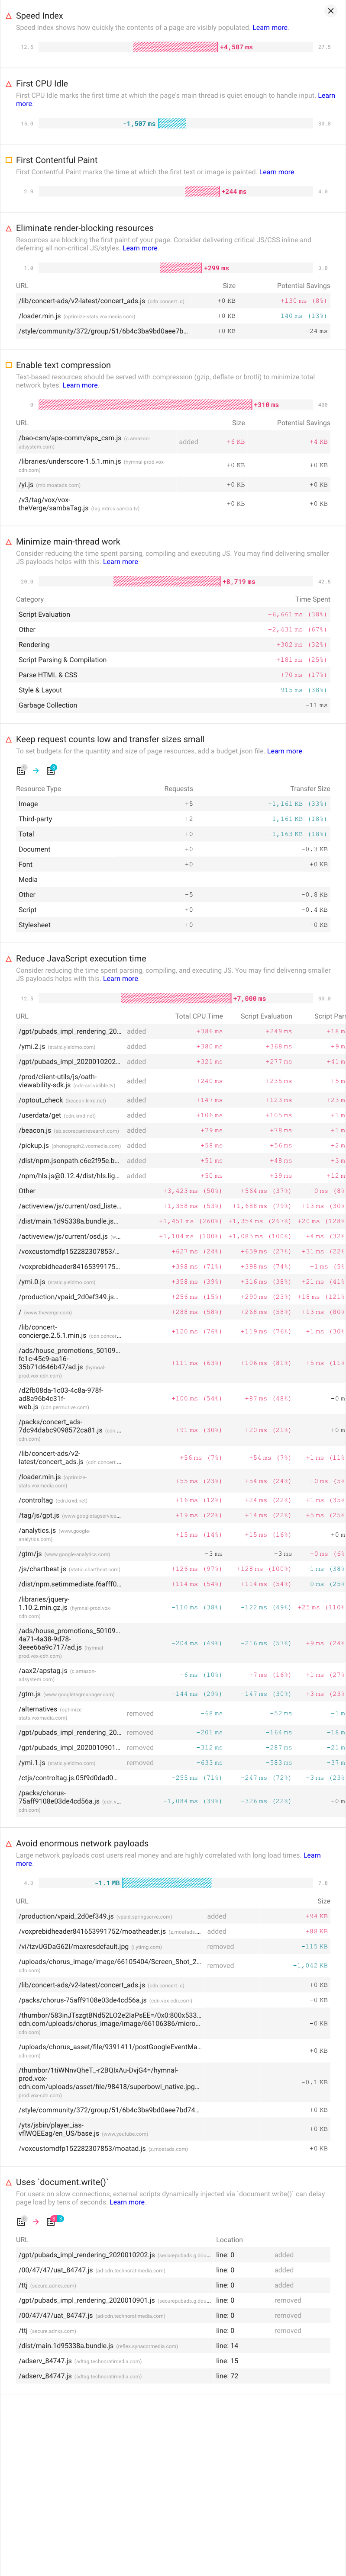 Speed Index
Speed Index shows how quickly the contents of a page are visibly populated. Learn more.
12.5 +4,587 ms 27.5
First CPU Idle
First CPU Idle marks the first time at which the page's main thread is quiet enough to handle input. Learn
more.
15.0 -1,507 ms 30.0
First Contentful Paint
First Contentful Paint marks the time at which the first text or image is painted. Learn more.
2.0 +244 ms 4.0
Eliminate render-blocking resources
Resources are blocking the first paint of your page. Consider delivering critical JS/CSS inline and
deferring all non-critical JS/styles. Learn more.
1.0 +299 ms 3.0
URL Size Potential Savings
/lib/concert-ads/v2-latest/concert_ads.js (cdn.concert.io) +0 KB +130 ms (8%)
/loader.min.js (optimize-stats.voxmedia.com) +0 KB -140 ms (13%)
/style/community/372/group/51/6b4c3ba9bd0aee7b... +0 KB -24 ms
Enable text compression
Text-based resources should be served with compression (gzip, deflate or brotli) to minimize total
network bytes. Learn more.
0 +310 ms 400
URL Size Potential Savings
/bao-csm/aps-comm/aps_csm.js (c.amazon-
adsystem.com) added +6 KB +4 KB
/libraries/underscore-1.5.1.min.js (hymnal-prod.vox-
cdn.com) +0 KB +0 KB
/yi.js (mb.moatads.com) +0 KB +0 KB
/v3/tag/vox/vox-
theVerge/sambaTag.js (tag.mtrcs.samba.tv) +0 KB +0 KB
Minimize main-thread work
Consider reducing the time spent parsing, compiling and executing JS. You may find delivering smaller
JS payloads helps with this. Learn more
20.0 +8,719 ms 42.5
Category Time Spent
Script Evaluation +6,661 ms (38%)
Other +2,431 ms (67%)
Rendering +302 ms (32%)
Script Parsing & Compilation +181 ms (25%)
Parse HTML & CSS +70 ms (17%)
Style & Layout -915 ms (38%)
Garbage Collection -11 ms
Keep request counts low and transfer sizes small
To set budgets for the quantity and size of page resources, add a budget.json file. Learn more.
Resource Type Requests Transfer Size
Image +5 -1,161 KB (33%)
Third-party +2 -1,161 KB (18%)
Total +0 -1,163 KB (18%)
Document +0 -0.3 KB
Font +0 +0 KB
Media
Other -5 -0.8 KB
Script +0 -0.4 KB
Stylesheet +0 -0 KB
Reduce JavaScript execution time
Consider reducing the time spent parsing, compiling, and executing JS. You may find delivering smaller
JS payloads helps with this. Learn more.
12.5 +7,000 ms 30.0
URL Total CPU Time Script Evaluation Script Par
/gpt/pubads_impl_rendering_20... added +386 ms +249 ms +18 m
/ymi.2.js (static.yieldmo.com) added +380 ms +368 ms +9 m
/gpt/pubads_impl_2020010202... added +321 ms +277 ms +41 m
/prod/client-utils/js/oath-
viewability-sdk.js (cdn-ssl.vidible.tv) added +240 ms +235 ms +5 m
/optout_check (beacon.krxd.net) added +147 ms +123 ms +23 m
/userdata/get (cdn.krxd.net) added +106 ms +105 ms +1 m
/beacon.js (sb.scorecardresearch.com) added +79 ms +78 ms +1 m
/pickup.js (phonograph2.voxmedia.com) added +58 ms +56 ms +2 m
/dist/npm.jsonpath.c6e2f95e.b... added +51 ms +48 ms +3 m
/npm/hls.js@0.12.4/dist/hls.lig... added +50 ms +39 ms +12 m
Other +3,423 ms (50%) +564 ms (37%) +0 ms (8%
/activeview/js/current/osd_liste... +1,358 ms (53%) +1,688 ms (79%) +13 ms (30%
/dist/main.1d95338a.bundle.js... +1,451 ms (260%) +1,354 ms (267%) +20 ms (128%
/activeview/js/current/osd.js +1,104 ms (100%) +1,085 ms (100%) +4 ms (32%
/voxcustomdfp152282307853/... +627 ms (24%) +659 ms (27%) +31 ms (22%
/voxprebidheader84165399175... +398 ms (71%) +398 ms (74%) +1 ms (5%
/ymi.0.js (static.yieldmo.com) +358 ms (39%) +316 ms (38%) +21 ms (41%
/production/vpaid_2d0ef349.js... +256 ms (15%) +290 ms (23%) +18 ms (121%
/ (www.theverge.com) +288 ms (58%) +268 ms (58%) +13 ms (80%
/lib/concert-
concierge.2.5.1.min.js (cdn.concer... +120 ms (76%) +119 ms (76%) +1 ms (30%
/ads/house_promotions_50109...
fc1c-45c9-aa16-
35b71d646b47/ad.js (hymnal-
prod.vox-cdn.com) +111 ms (63%) +106 ms (81%) +5 ms (11%
/d2fb08da-1c03-4c8a-978f-
ad8a96b4c31f-
web.js (cdn.permutive.com) +100 ms (54%) +87 ms (48%) -0 m
/packs/concert_ads-
7dc94dabc9098572ca81.js (cdn....
cdn.com) +91 ms (30%) +20 ms (21%) +0 m
/lib/concert-ads/v2-
latest/concert_ads.js (cdn.concert.... +56 ms (7%) +54 ms (7%) +1 ms (11%
/loader.min.js (optimize-
stats.voxmedia.com) +55 ms (23%) +54 ms (24%) +0 ms (5%
/controltag (cdn.krxd.net) +16 ms (12%) +24 ms (22%) +1 ms (35%
/tag/js/gpt.js (www.googletagservice... +19 ms (22%) +14 ms (22%) +5 ms (25%
/analytics.js (www.google-
analytics.com) +15 ms (14%) +15 ms (16%) +0 m
/gtm/js (www.google-analytics.com) -3 ms -3 ms +0 ms (6%
/js/chartbeat.js (static.chartbeat.com) +126 ms (97%) +128 ms (100%) -1 ms (38%
/dist/npm.setimmediate.f6afff0... +114 ms (54%) +114 ms (54%) -0 ms (25%
/libraries/jquery-
1.10.2.min.gz.js (hymnal-prod.vox-
cdn.com) -110 ms (38%) -122 ms (49%) +25 ms (110%
/ads/house_promotions_50109...
4a71-4a38-9d78-
3eee66a9c717/ad.js (hymnal-
prod.vox-cdn.com) -204 ms (49%) -216 ms (57%) +9 ms (24%
/aax2/apstag.js (c.amazon-
adsystem.com) -6 ms (10%) +7 ms (16%) +1 ms (27%
/gtm.js (www.googletagmanager.com) -144 ms (29%) -147 ms (30%) +3 ms (23%
/alternatives (optimize-
stats.voxmedia.com) removed -68 ms -52 ms -1 m
/gpt/pubads_impl_rendering_20... removed -201 ms -164 ms -18 m
/gpt/pubads_impl_2020010901... removed -312 ms -287 ms -21 m
/ymi.1.js (static.yieldmo.com) removed -633 ms -583 ms -37 m
/ctjs/controltag.js.05f9d0dad0... -255 ms (71%) -247 ms (72%) -3 ms (23%
/packs/chorus-
75aff9108e03de4cd56a.js (cdn.v...
cdn.com) -1,084 ms (39%) -326 ms (22%) -0 m
Avoid enormous network payloads
Large network payloads cost users real money and are highly correlated with long load times. Learn
more.
4.3 -1.1 MB 7.8
URL Size
/production/vpaid_2d0ef349.js (vpaid.springserve.com) added +94 KB
/voxprebidheader841653991752/moatheader.js (z.moatads.... added +89 KB
/vi/tzvUGDaG62I/maxresdefault.jpg (i.ytimg.com) removed -115 KB
/uploads/chorus_image/image/66105404/Screen_Shot_2...
cdn.com) removed -1,042 KB
/lib/concert-ads/v2-latest/concert_ads.js (cdn.concert.io) +0 KB
/packs/chorus-75aff9108e03de4cd56a.js (cdn.vox-cdn.com) -0 KB
/thumbor/583inJTszgtBNd52LO2e2IaPsEE=/0x0:800x533...
cdn.com/uploads/chorus_image/image/66106386/micro...
cdn.com) -0 KB
/uploads/chorus_asset/file/9391411/postGoogleEventMa...
cdn.com) +0 KB
/thumbor/1tiWNnvQheT_-r2BQlxAu-DvjG4=/hymnal-
prod.vox-
cdn.com/uploads/asset/file/98418/superbowl_native.jpg...
prod.vox-cdn.com) -0.1 KB
/style/community/372/group/51/6b4c3ba9bd0aee7bd74... +0 KB
/yts/jsbin/player_ias-
vflWQEEag/en_US/base.js (www.youtube.com) +0 KB
/voxcustomdfp152282307853/moatad.js (z.moatads.com) +0 KB
Uses `document.write()`
For users on slow connections, external scripts dynamically injected via `document.write()` can delay
page load by tens of seconds. Learn more
URL Location
/gpt/pubads_impl_rendering_2020010202.js (securepubads.g.dou... line: 0 added
/00/47/47/uat_84747.js (ad-cdn.technoratimedia.com) line: 0 added
/ttj (secure.adnxs.com) line: 0 added
/gpt/pubads_impl_rendering_2020010901.js (securepubads.g.dou... line: 0 removed
/00/47/47/uat_84747.js (ad-cdn.technoratimedia.com) line: 0 removed
/ttj (secure.adnxs.com) line: 0 removed
/dist/main.1d95338a.bundle.js (reflex.synacormedia.com) line: 14
/adserv_84747.js (adtag.technoratimedia.com) line: 15
/adserv_84747.js (adtag.technoratimedia.com) line: 72